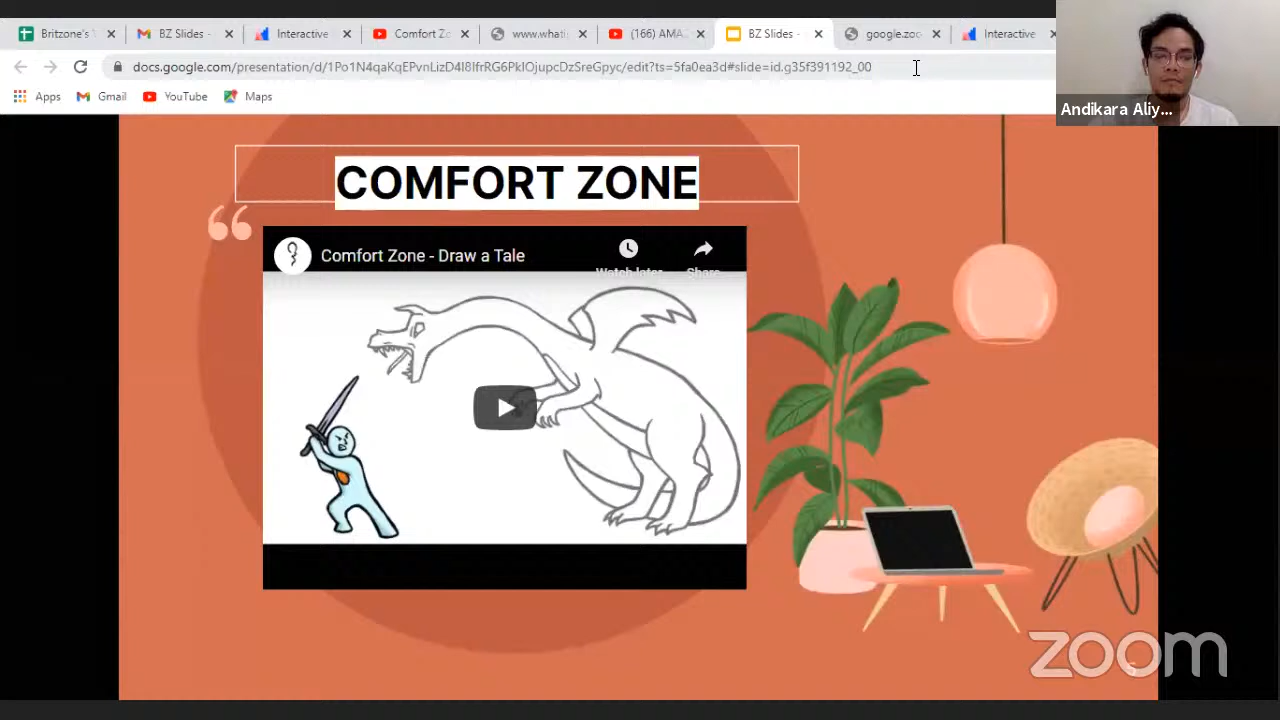 Britzone's
BZ Slides -
Interactive
Comfort Zo
www.whati
(166) AMA
BZ Slides -
google.zoo
Interactive
docs.google.com/presentation/d/1Po1N4qaKqEPvnLizD4fRHRG6PklOjupcDzSreGpyc/edit?ts=5fa0ea3d#slide=id.g35f391192_00
Apps
Gmail
YouTube
Maps
Andikara Aliy...
COMFORT ZONE
“
Comfort Zone - Draw a Tale
Watch later
Share
zoom
5